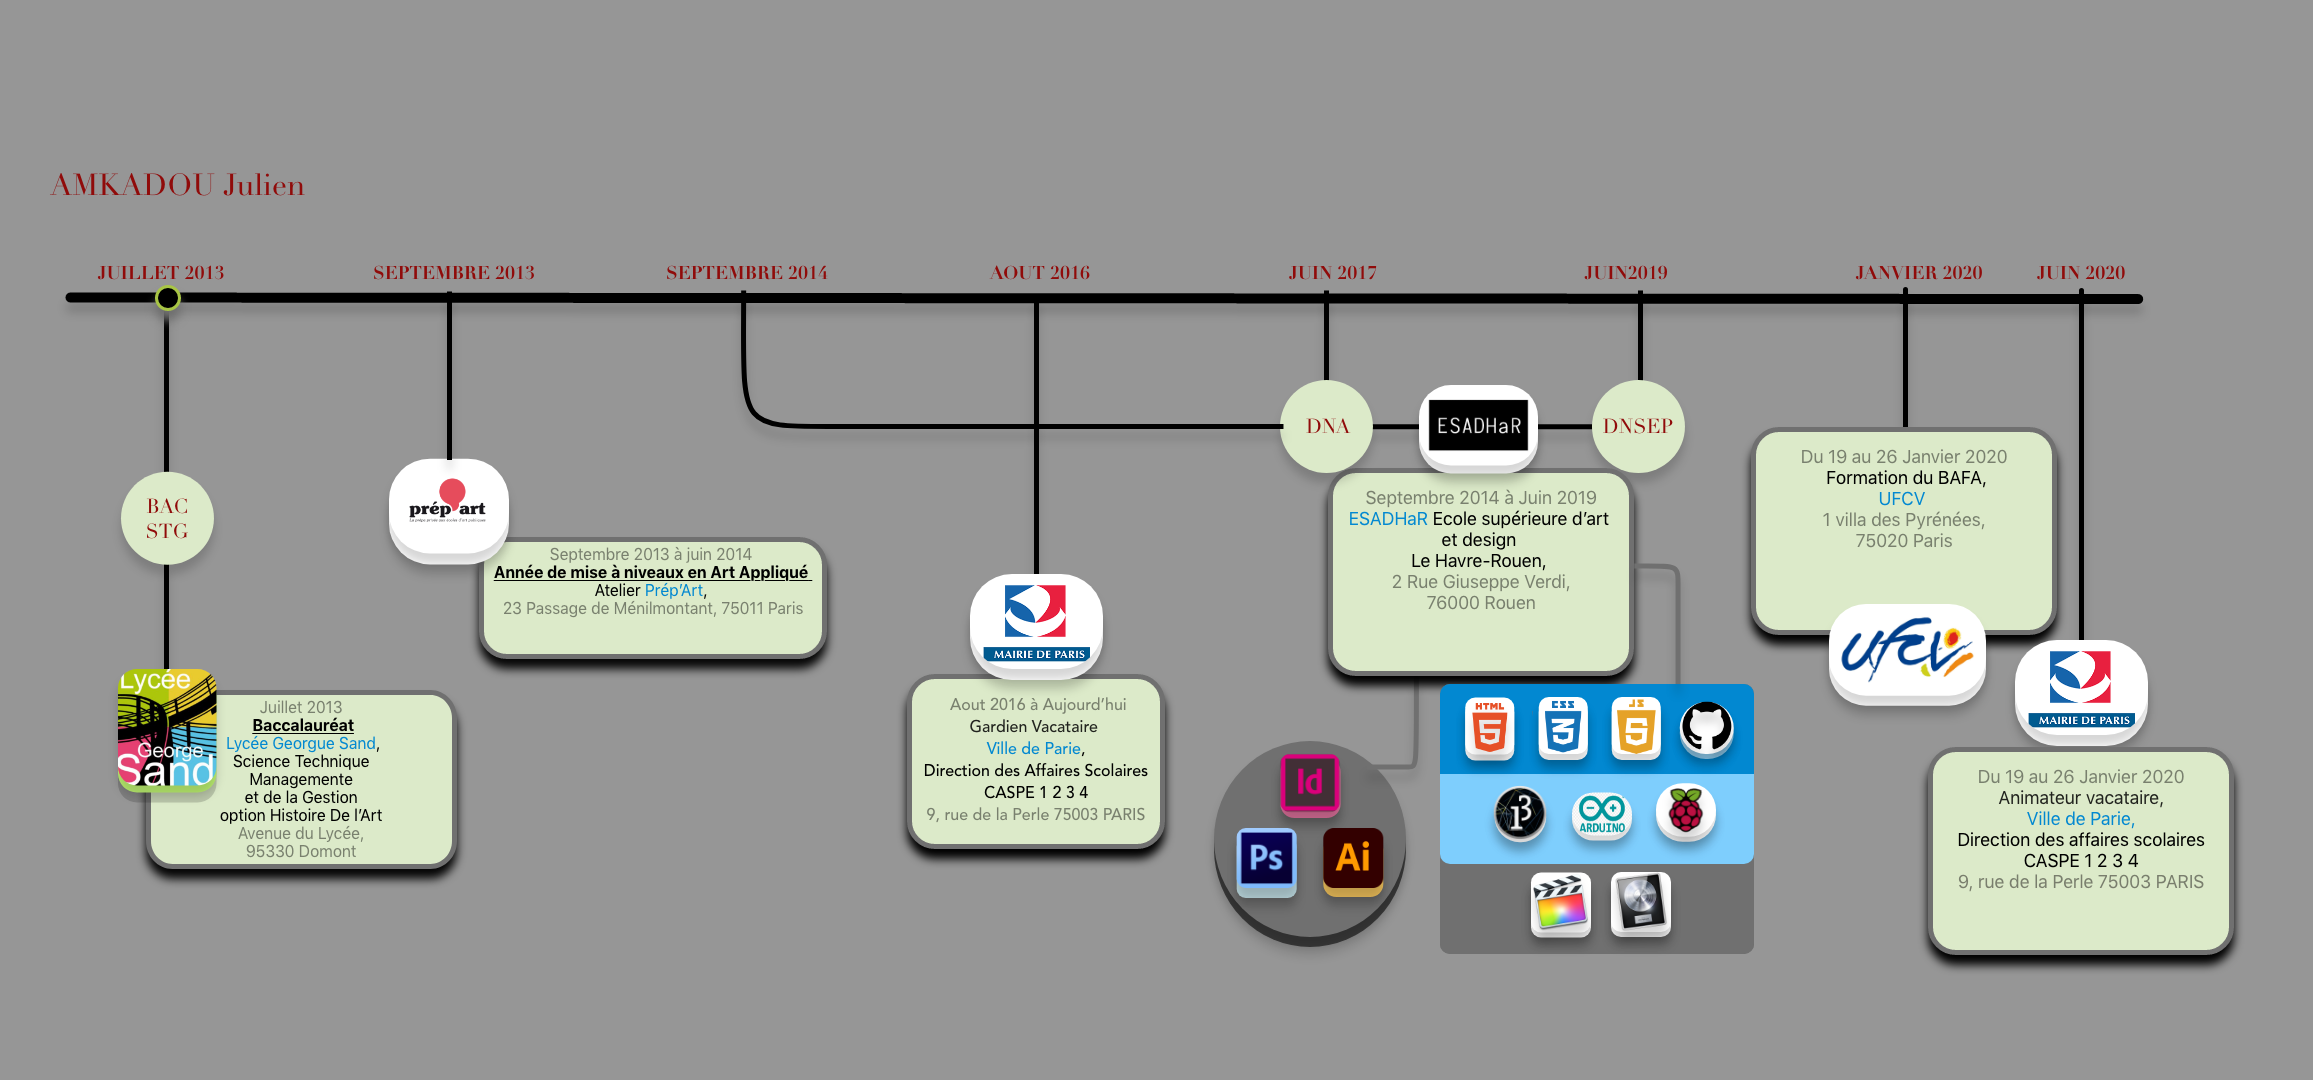 AMKADOU Julien
JUILLET 2013
SEPTEMBRE 2013
SEPTEMBRE 2014
AOUT 2016
JUIN 2017
JUIN2019
JANVIER 2020
JUIN 2020
BAC
STG
Lycée
George
Sand
Juillet 2013
Baccalauréat
Lycée Georgue Sand,
Science Technique
Managemente
et de la Gestion
option Histoire De l’Art
Avenue du Lycée,
95330 Domont
prép'art
Septembre 2013 à juin 2014
Année de mise à niveaux en Art Appliqué
Atelier Prép’Art,
23 Passage de Ménilmontant, 75011 Paris
MAIRIE DE PARIS
Aout 2016 à Aujourd’hui
Gardien Vacataire
Ville de Parie,
Direction des Affaires Scolaires
CASPE 1 2 3 4
9, rue de la Perle 75003 PARIS
DNA
ESADHaR
DNSEP
Septembre 2014 à Juin 2019
ESADHaR Ecole supérieure d’art
et design
Le Havre-Rouen,
2 Rue Giuseppe Verdi,
76000 Rouen
Id
Ps
Ai
HTML
5
CSS
3
JS
5
ARDUINO
Du 19 au 26 Janvier 2020
Formation du BAFA,
UFCV
1 villa des Pyrénées,
75020 Paris
ufcv
MAIRIE DE PARIS
Du 19 au 26 Janvier 2020
Animateur vacataire,
Ville de Parie,
Direction des affaires scolaires
CASPE 1 2 3 4
9, rue de la Perle 75003 PARIS